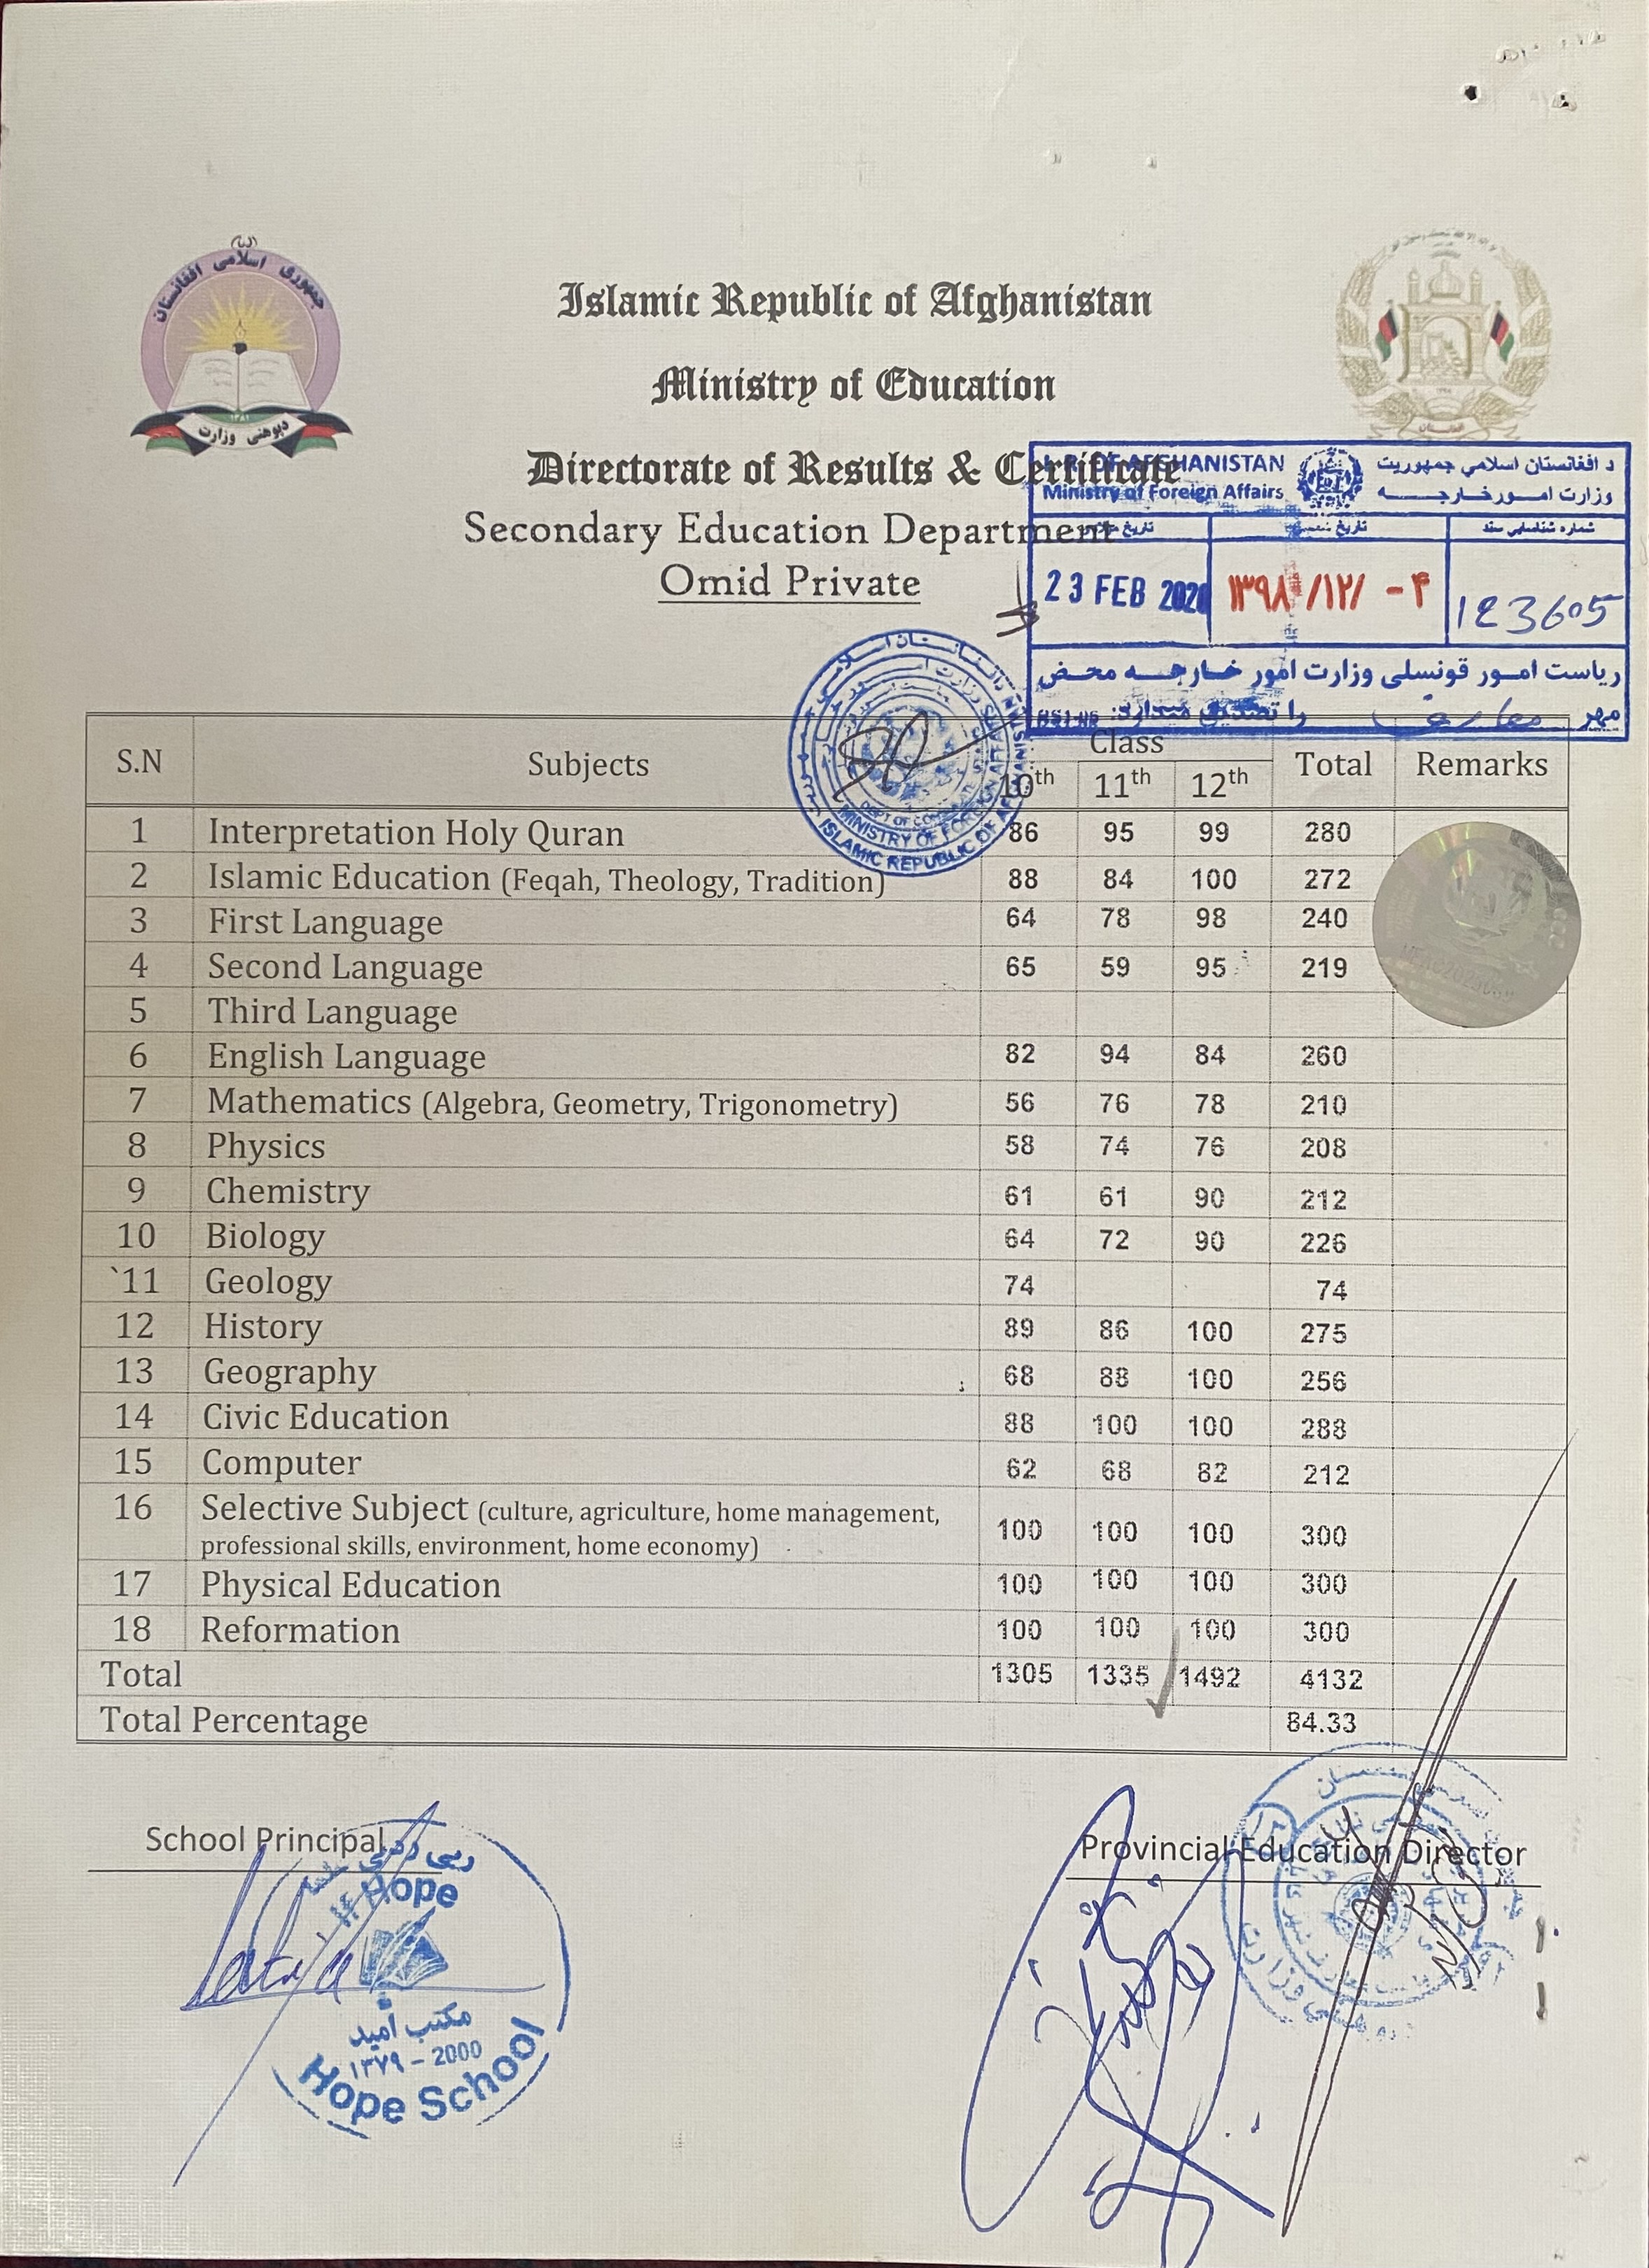 جمهوری اسلامی افغانستان
۱۳۸۱
دپوهنی وزارت
Islamic Republic of Afghanistan
Ministry of Education
Directorate of Results & Certificate
Secondary Education Department
Omid Private
I. R. OF AFGHANISTAN
Ministry of Foreign Affairs
د افغانستان اسلامي جمهوریت
وزارت امور خارجه
تاریخ
تاریخ
شماره شناسایی سند
23 FEB 2020
۱۳۹۸/۱۲/ -۴
123605
ریاست امور قونسلی وزارت امور خارجه محض
مهر معارف را تصدیق میدارد.
DEPT OF CONSULAR
MINISTRY OF FOREIGN AFFAIRS
ISLAMIC REPUBLIC OF AFGHANISTAN
S.N Subjects Class Total Remarks
10th 11th 12th
1 Interpretation Holy Quran 86 95 99 280
2 Islamic Education (Feqah, Theology, Tradition) 88 84 100 272
3 First Language 64 78 98 240
4 Second Language 65 59 95 219
5 Third Language
6 English Language 82 94 84 260
7 Mathematics (Algebra, Geometry, Trigonometry) 56 76 78 210
8 Physics 58 74 76 208
9 Chemistry 61 61 90 212
10 Biology 64 72 90 226
`11 Geology 74 74
12 History 89 86 100 275
13 Geography 68 88 100 256
14 Civic Education 88 100 100 288
15 Computer 62 68 82 212
16 Selective Subject (culture, agriculture, home management,
professional skills, environment, home economy) 100 100 100 300
17 Physical Education 100 100 100 300
18 Reformation 100 100 100 300
Total 1305 1335 1492 4132
Total Percentage 84.33
School Principal
Provincial Education Director
Hope
مکتب امید
۱۳۷۹ - 2000
Hope School